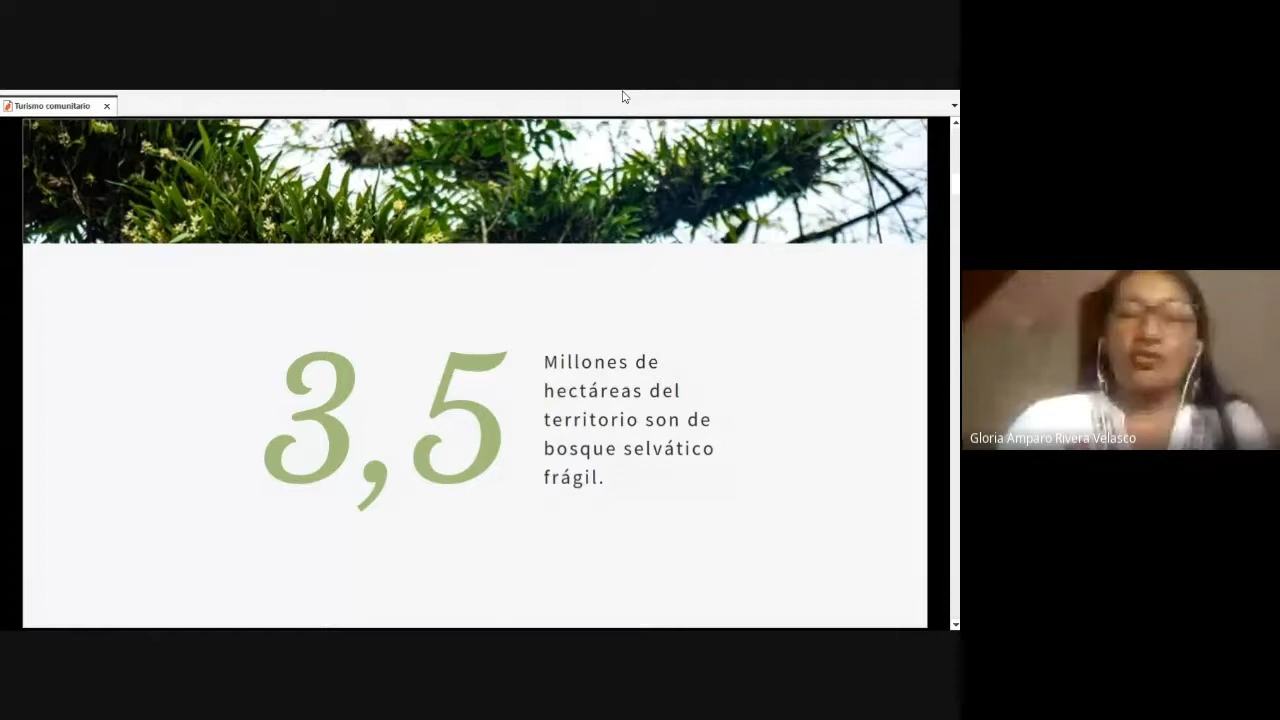 Turismo comunitario
3,5
Millones de
hectáreas del
territorio son de
bosque selvático
frágil.
Gloria Amparo Rivera Velasco